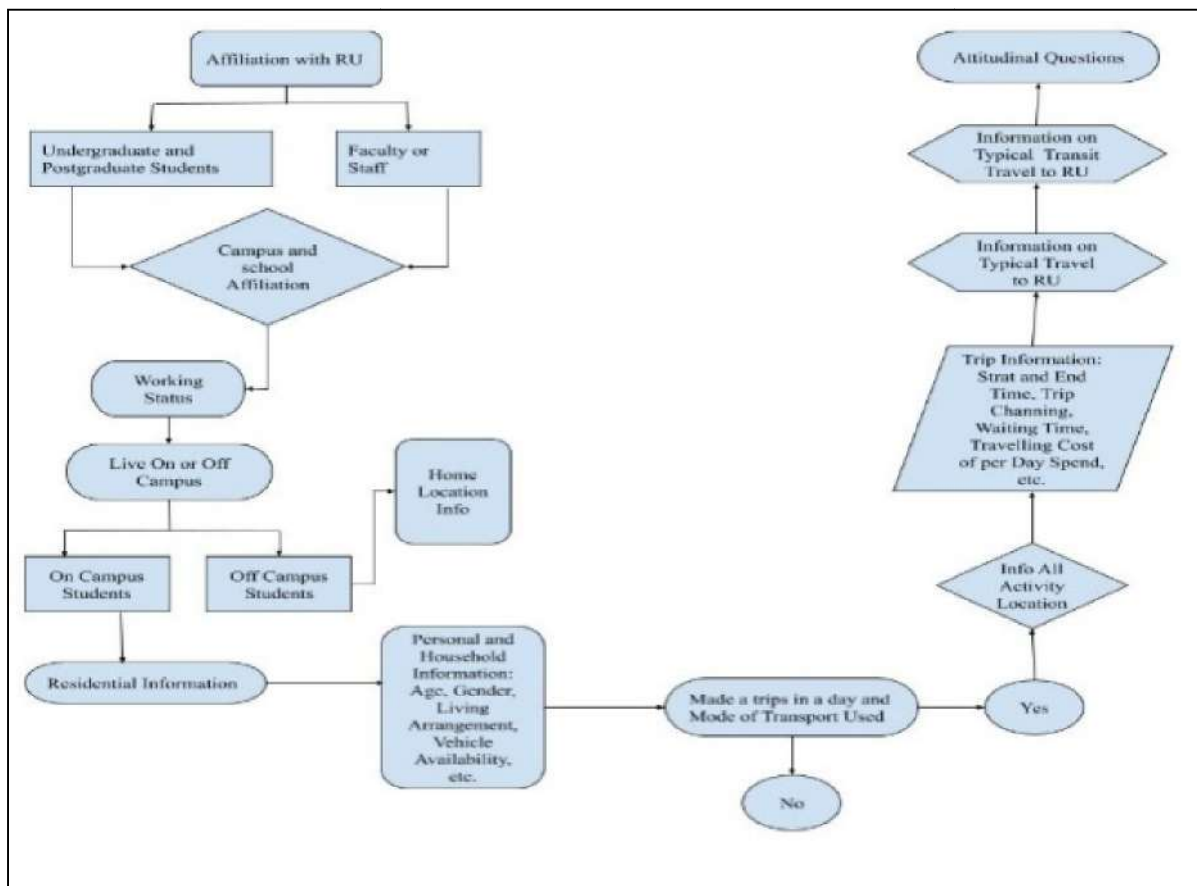 Affiliation with RU
Undergraduate and
Postgraduate Students
Faculty or
Staff
Campus and
school
Affiliation
Working
Status
Live On or Off
Campus
On Campus
Students
Off Campus
Students
Home
Location
Info
Residential Information
Personal and
Household
Information:
Age, Gender,
Living
Arrangement,
Vehicle
Availability,
etc.
Made a trips in a day and
Mode of Transport Used
No
Yes
Info All
Activity
Location
Trip Information:
Strat and End
Time, Trip
Channing,
Waiting Time,
Travelling Cost
of per Day Spend,
etc.
Information on
Typical Travel
to RU
Information on
Typical Transit
Travel to RU
Attitudinal Questions